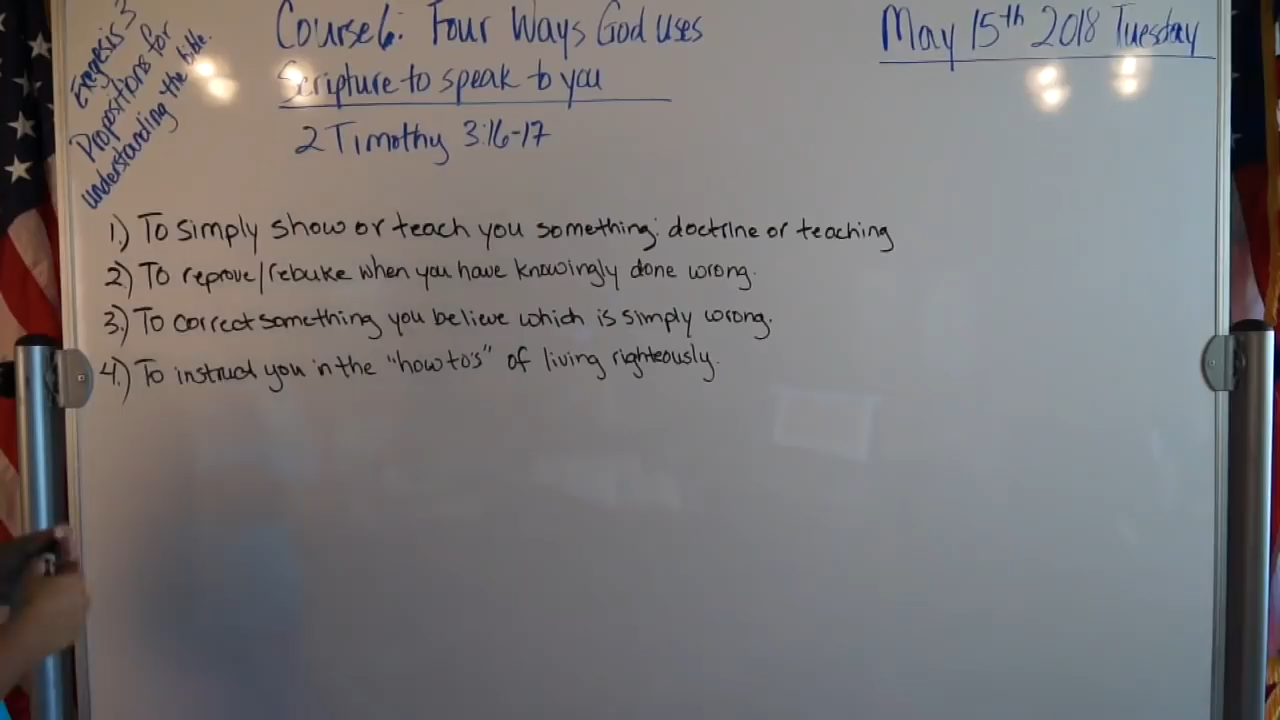 Exegesis 3
Propositions for
understanding the bible.
Course 6: Four Ways God uses
Scripture to speak to you
2 Timothy 3:16-17
May 15th 2018 Tuesday
1.) To simply show or teach you something: doctrine or teaching
2.) To reprove/rebuke when you have knowingly done wrong.
3.) To correct something you believe which is simply wrong.
4.) To instruct you in the "how to's" of living righteously.